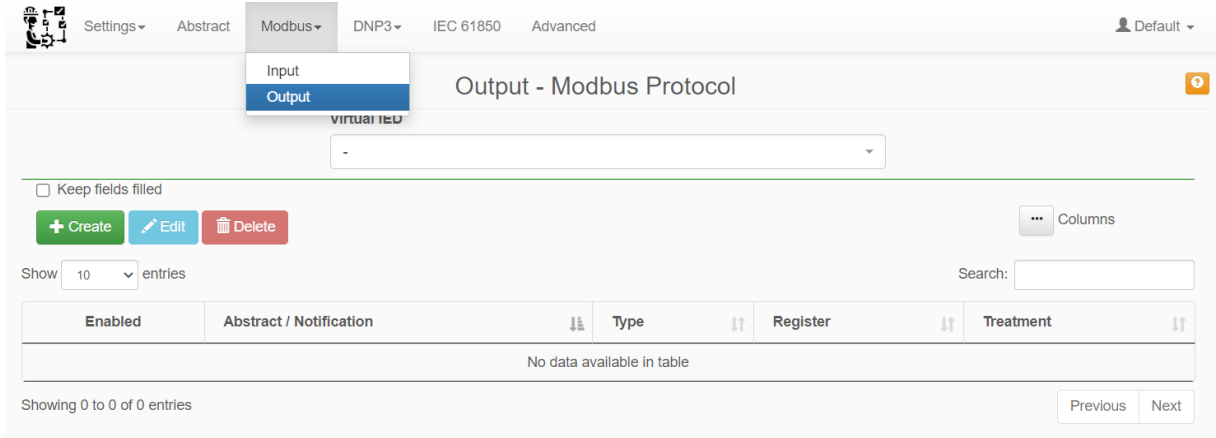 Settings Abstract Modbus DNP3 IEC 61850 Advanced Default
Input
Output
Output - Modbus Protocol
Virtual IED
-
Keep fields filled
Create Edit Delete
... Columns
Show 10 entries Search:
Enabled Abstract / Notification Type Register Treatment
No data available in table
Showing 0 to 0 of 0 entries Previous Next